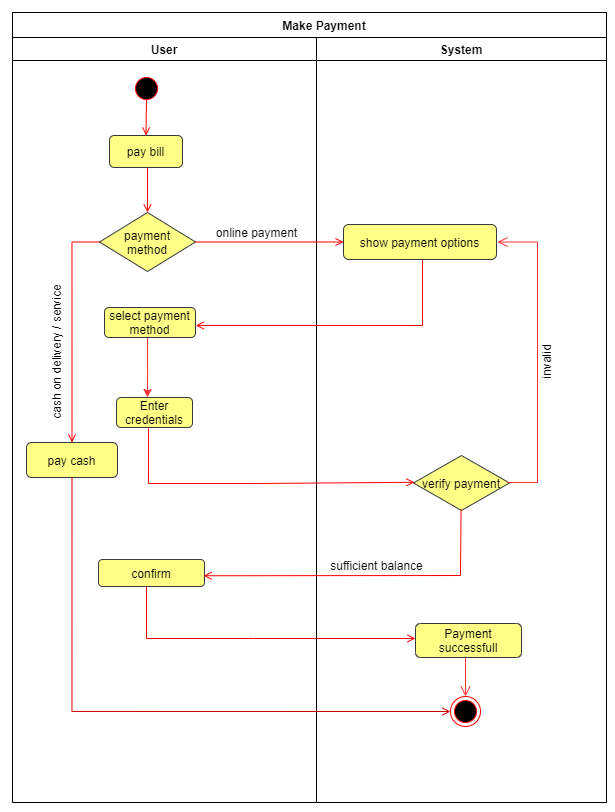 Make Payment
User
System
pay bill
payment
method
online payment
show payment options
cash on delivery / service
select payment
method
invalid
Enter
credentials
pay cash
verify payment
sufficient balance
confirm
Payment
successfull